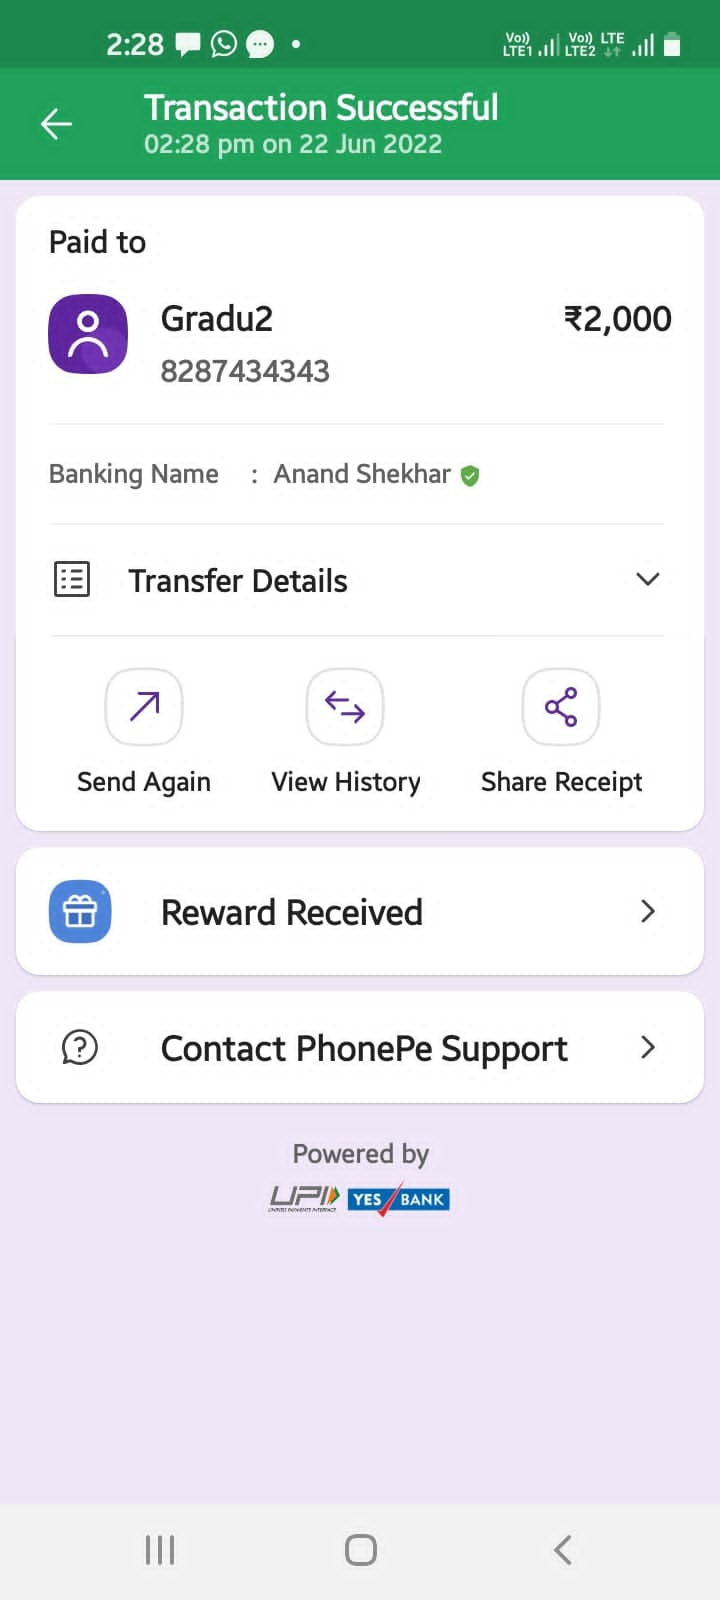 2:28
Vo)) LTE1 Vo)) LTE LTE2
Transaction Successful
02:28 pm on 22 Jun 2022
Paid to
Gradu2 ₹2,000
8287434343
Banking Name : Anand Shekhar
Transfer Details
Send Again View History Share Receipt
Reward Received
Contact PhonePe Support
Powered by
UPI YES BANK
UNIFIED PAYMENTS INTERFACE